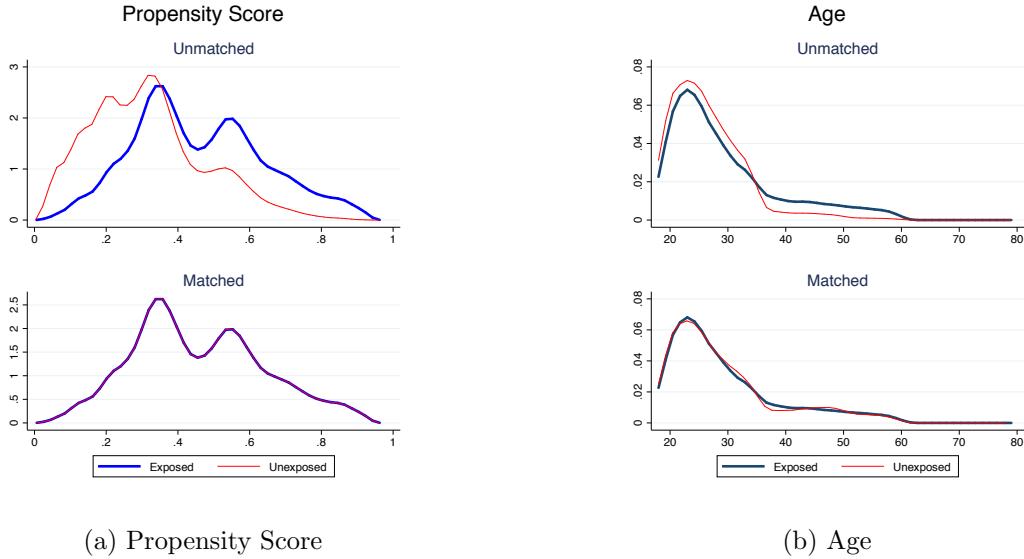 Propensity Score
Unmatched
3
2
1
0
0 .2 .4 .6 .8 1
Matched
2.5
2
1.5
1
.5
0
0 .2 .4 .6 .8 1
Exposed Unexposed
(a) Propensity Score
Age
Unmatched
.08
.06
.04
.02
0
20 30 40 50 60 70 80
Matched
.08
.06
.04
.02
0
20 30 40 50 60 70 80
Exposed Unexposed
(b) Age